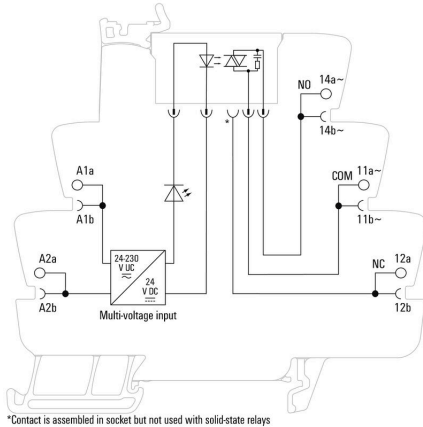 NO
14a~
14b~
*
COM
11a~
11b~
NC
12a
12b
A1a
A1b
A2a
A2b
24-230
V UC
24
V DC
Multi-voltage input
*Contact is assembled in socket but not used with solid-state relays